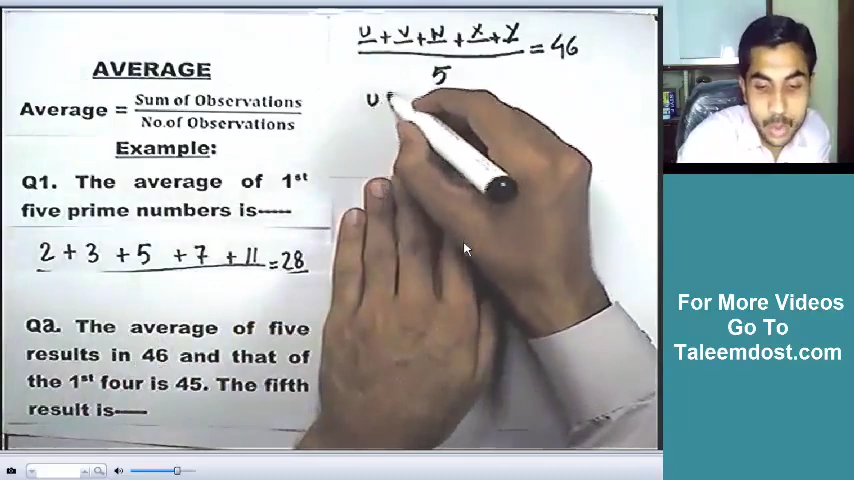 AVERAGE
Average = Sum of Observations
No.of Observations
Example:
Q1. The average of 1st
five prime numbers is-----
2 + 3 + 5 + 7 + 11 = 28
Qa. The average of five
results in 46 and that of
the 1st four is 45. The fifth
result is----
U + V + W + X + Y = 46
5
U
For More Videos
Go To
Taleemdost.com